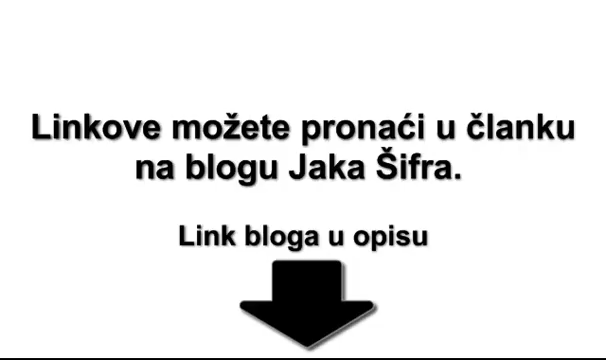 Linkove možete pronaći u članku
na blogu Jaka Šifra.
Link bloga u opisu